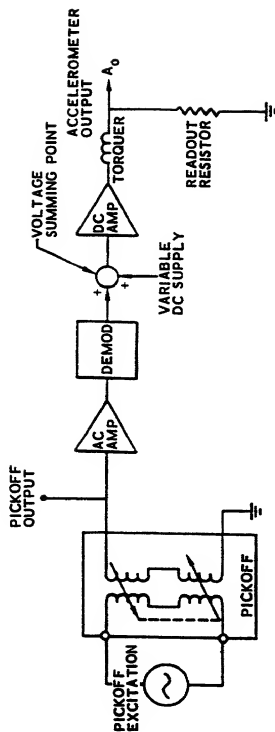 PICKOFF
EXCITATION
PICKOFF
PICKOFF
OUTPUT
AC
AMP
DEMOD
VOLTAGE
SUMMING POINT
+
+
VARIABLE
DC SUPPLY
DC
AMP
TORQUER
ACCELEROMETER
OUTPUT
A₀
READOUT
RESISTOR